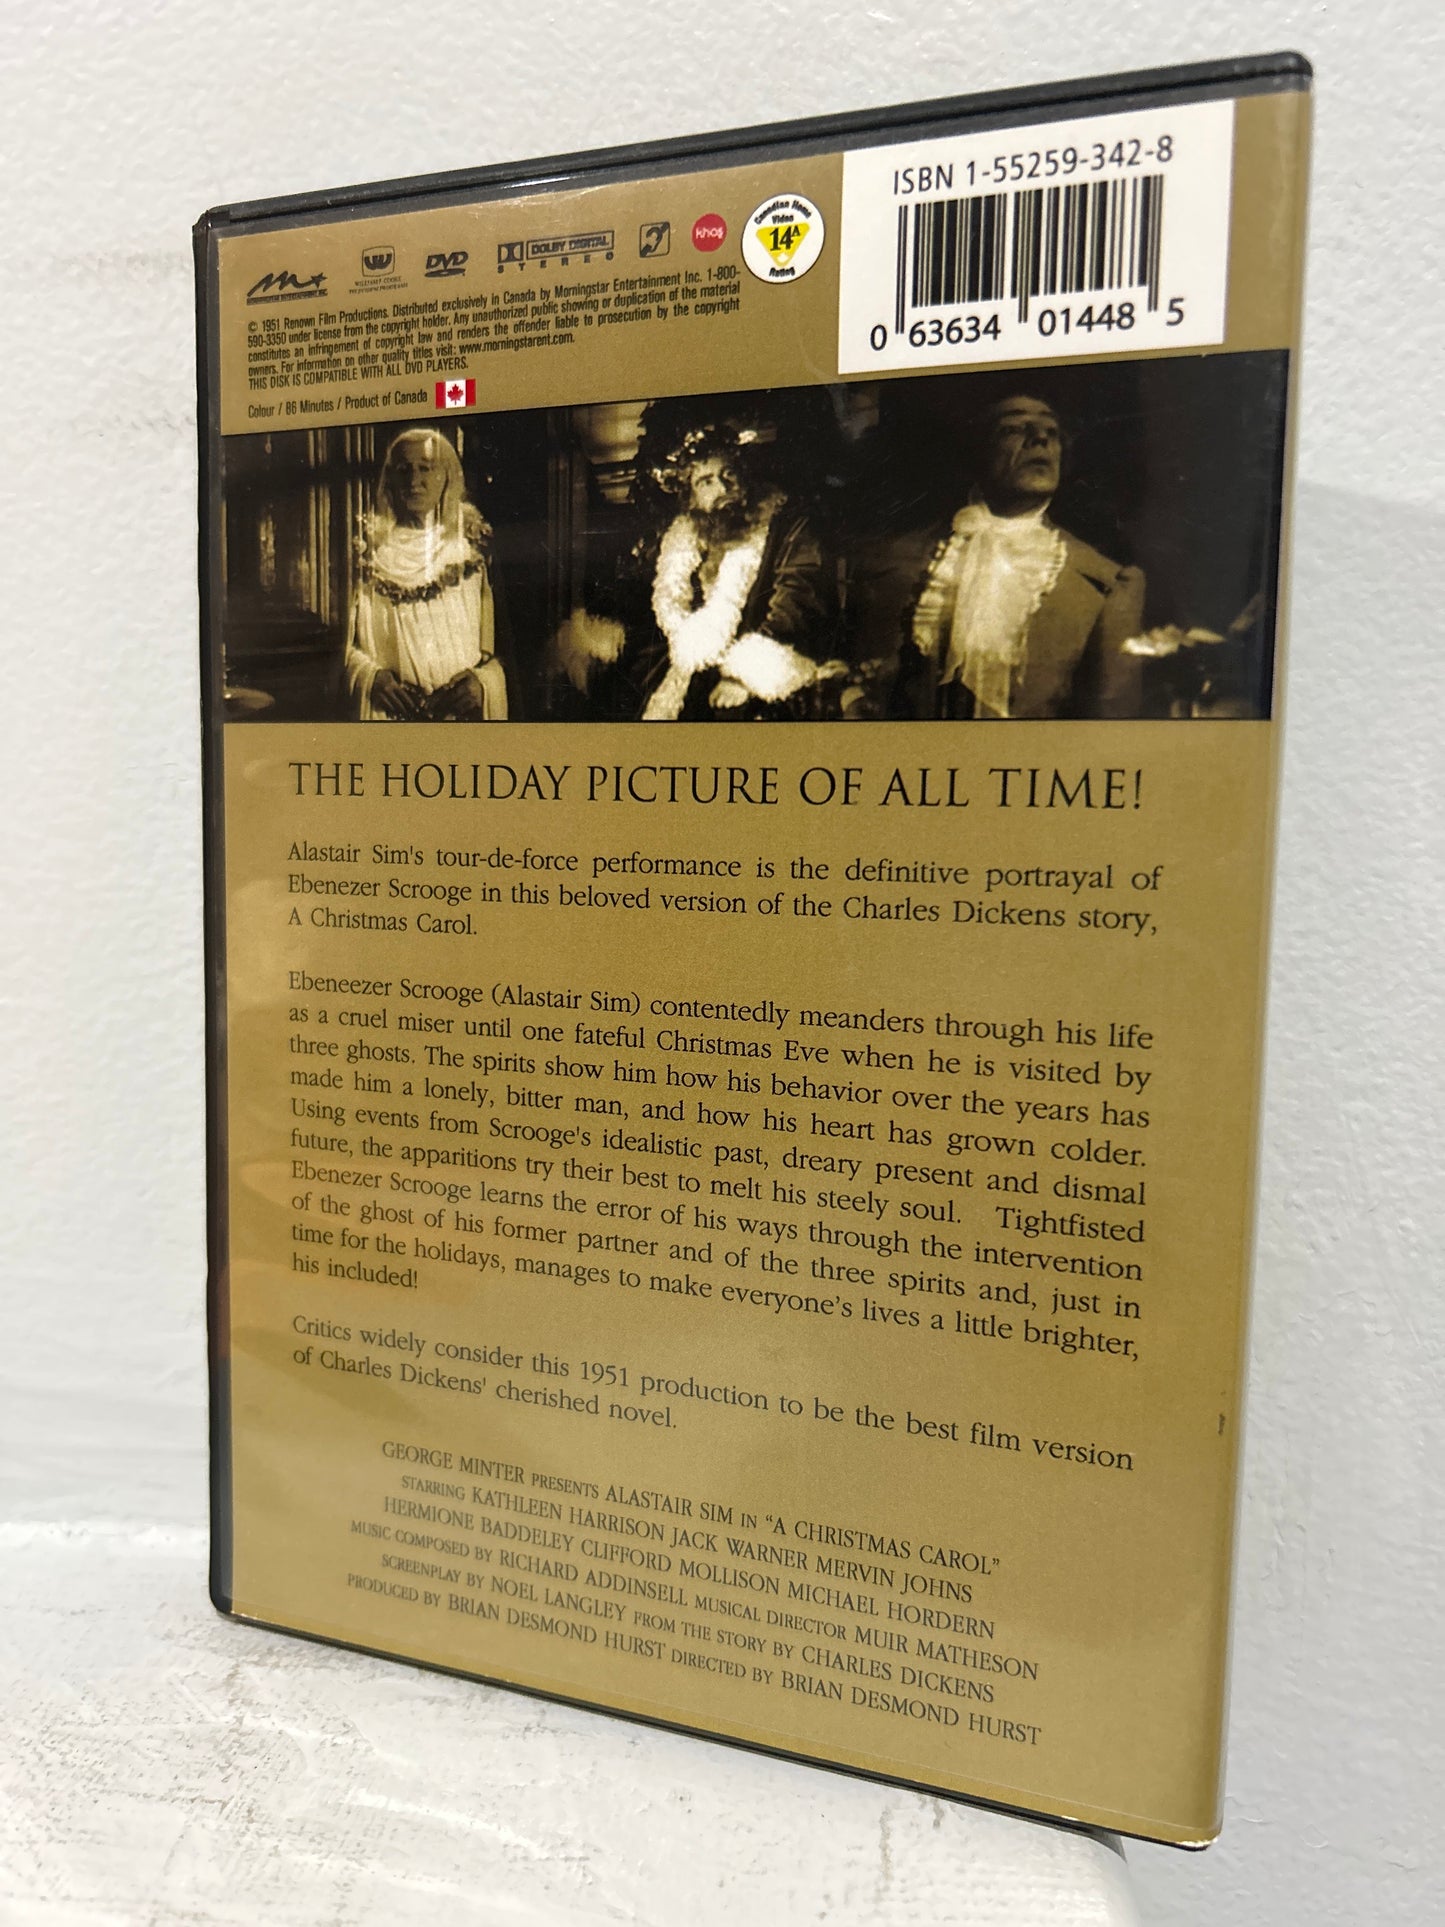 ISBN 1-55259-342-8
0 63634 01448 5
Canadian Home
Video
14A
Rating
khos
DVD
DOLBY DIGITAL
STEREO
© 1951 Renown Film Productions. Distributed exclusively in Canada by Morningstar Entertainment Inc. 1-800-
590-3350 under license from the copyright holder. Any unauthorized public showing or duplication of the material
constitutes an infringement of copyright law and renders the offender liable to prosecution by the copyright
owners. For information on other quality titles visit: www.morningstarent.com.
THIS DISK IS COMPATIBLE WITH ALL DVD PLAYERS.
Colour / 86 Minutes / Product of Canada
THE HOLIDAY PICTURE OF ALL TIME!
Alastair Sim's tour-de-force performance is the definitive portrayal of
Ebenezer Scrooge in this beloved version of the Charles Dickens story,
A Christmas Carol.
Ebeneezer Scrooge (Alastair Sim) contentedly meanders through his life
as a cruel miser until one fateful Christmas Eve when he is visited by
three ghosts. The spirits show him how his behavior over the years has
made him a lonely, bitter man, and how his heart has grown colder.
Using events from Scrooge's idealistic past, dreary present and dismal
future, the apparitions try their best to melt his steely soul. Tightfisted
Ebenezer Scrooge learns the error of his ways through the intervention
of the ghost of his former partner and of the three spirits and, just in
time for the holidays, manages to make everyone's lives a little brighter,
his included!
Critics widely consider this 1951 production to be the best film version
of Charles Dickens' cherished novel.
GEORGE MINTER PRESENTS ALASTAIR SIM IN "A CHRISTMAS CAROL"
STARRING KATHLEEN HARRISON JACK WARNER MERVIN JOHNS
HERMIONE BADDELEY CLIFFORD MOLLISON MICHAEL HORDERN
MUSIC COMPOSED BY RICHARD ADDINSELL MUSICAL DIRECTOR MUIR MATHESON
SCREENPLAY BY NOEL LANGLEY FROM THE STORY BY CHARLES DICKENS
PRODUCED BY BRIAN DESMOND HURST DIRECTED BY BRIAN DESMOND HURST